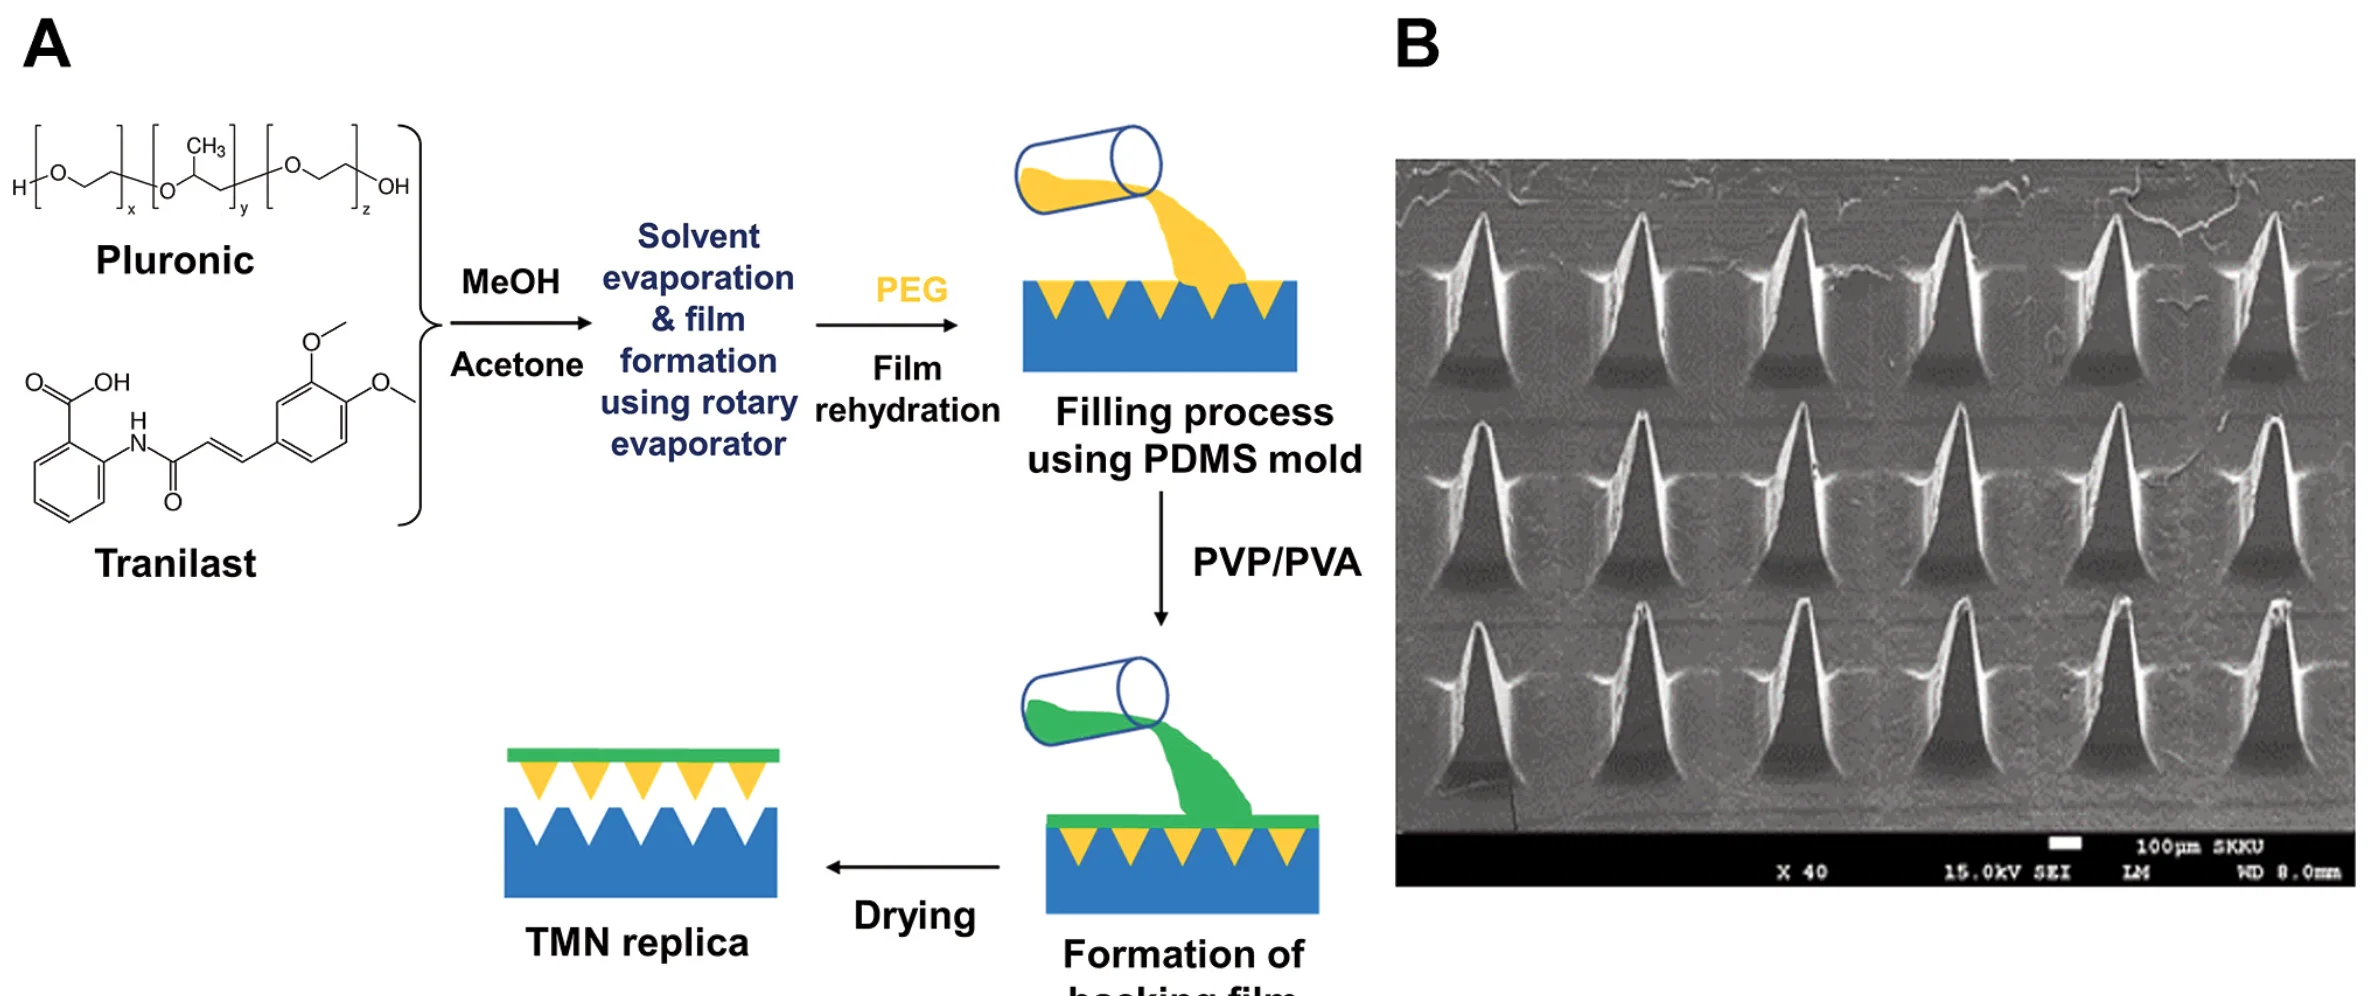 A
CH3
H
O
O
O
OH
x
y
z
Pluronic
O
O
O
OH
H
N
O
Tranilast
MeOH
Acetone
Solvent
evaporation
& film
formation
using rotary
evaporator
PEG
Film
rehydration
Filling process
using PDMS mold
PVP/PVA
Formation of
backing film
Drying
TMN replica
B
100µm SKKU
X 40 15.0kV SEI LM WD 8.0mm